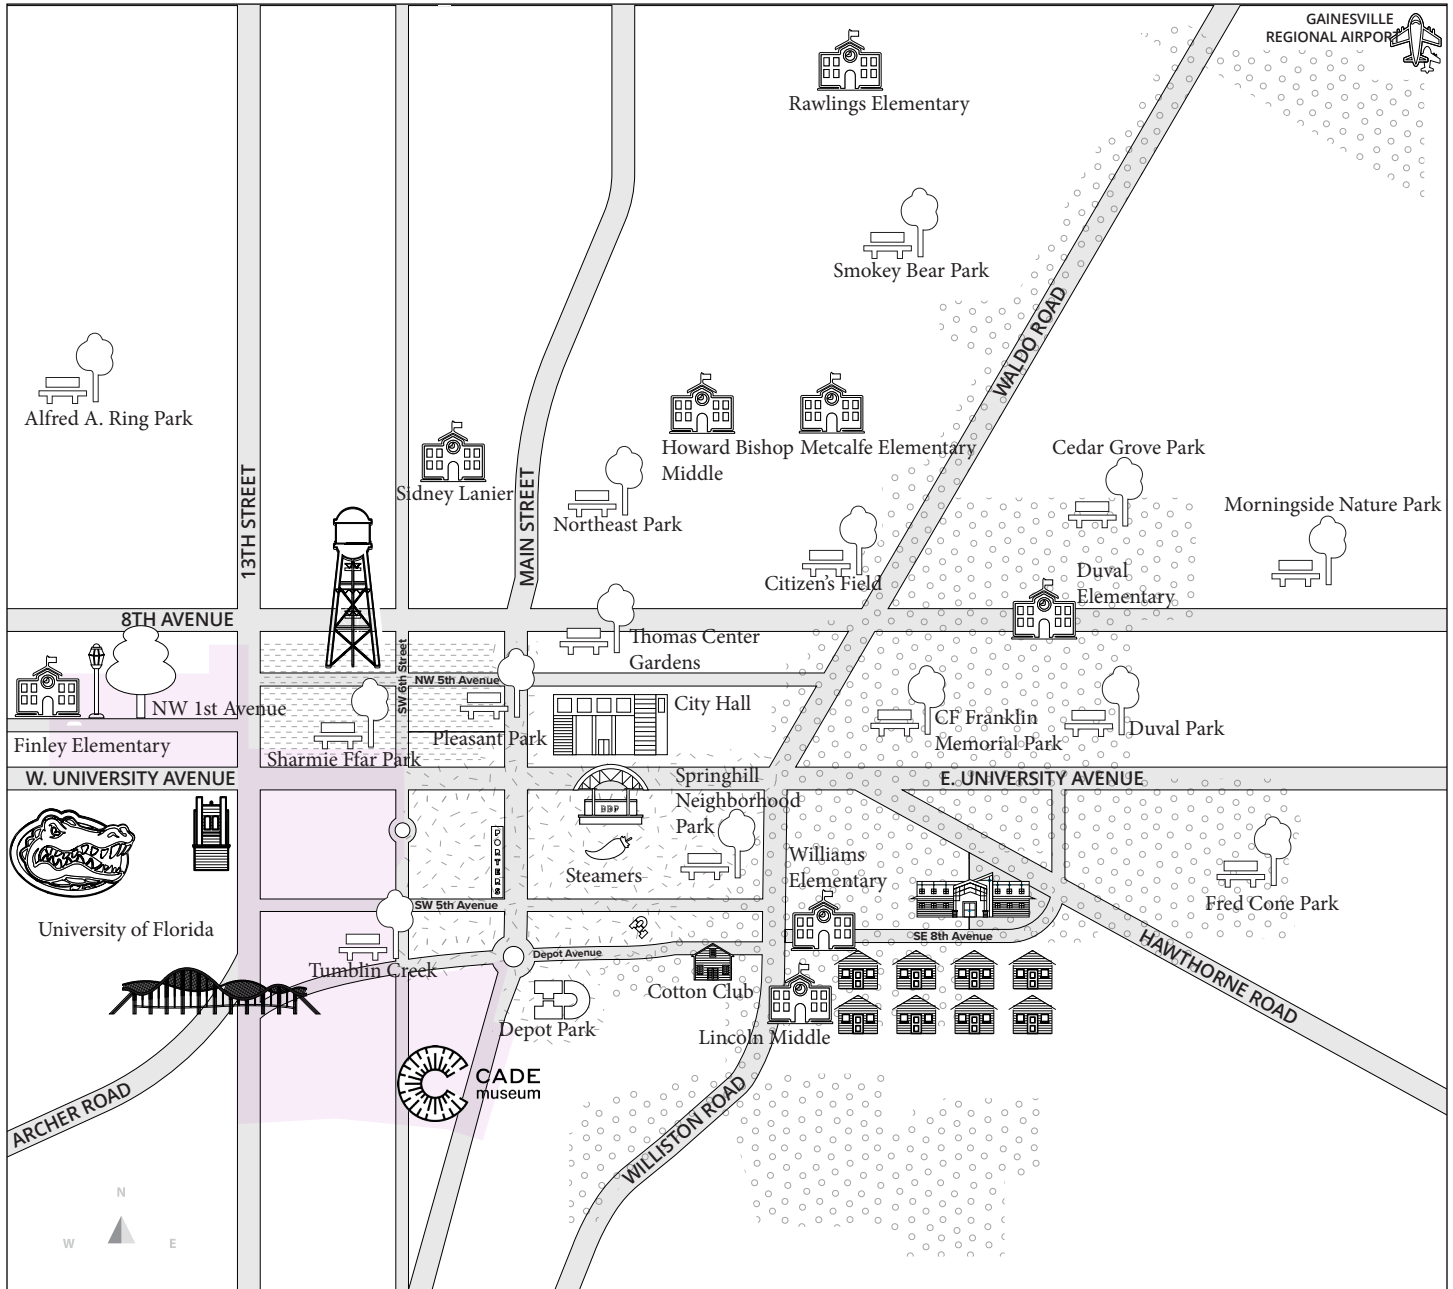 GAINESVILLE
REGIONAL AIRPORT
Rawlings Elementary
Smokey Bear Park
WALDO ROAD
Alfred A. Ring Park
Howard Bishop
Middle
Metcalfe Elementary
Cedar Grove Park
Sidney Lanier
13TH STREET
MAIN STREET
Northeast Park
Morningside Nature Park
Citizen's Field
Duval
Elementary
8TH AVENUE
Thomas Center
Gardens
SW 6th Street
NW 5th Avenue
NW 1st Avenue
City Hall
CF Franklin
Memorial Park
Duval Park
Pleasant Park
Finley Elementary
Sharmie Ffar Park
W. UNIVERSITY AVENUE
E. UNIVERSITY AVENUE
Springhill
Neighborhood
Park
BDP
PORTERS
Steamers
Williams
Elementary
SW 5th Avenue
Fred Cone Park
University of Florida
SE 8th Avenue
HAWTHORNE ROAD
Depot Avenue
Tumblin Creek
Cotton Club
Depot Park
Lincoln Middle
CADE
museum
ARCHER ROAD
WILLISTON ROAD
N
W E